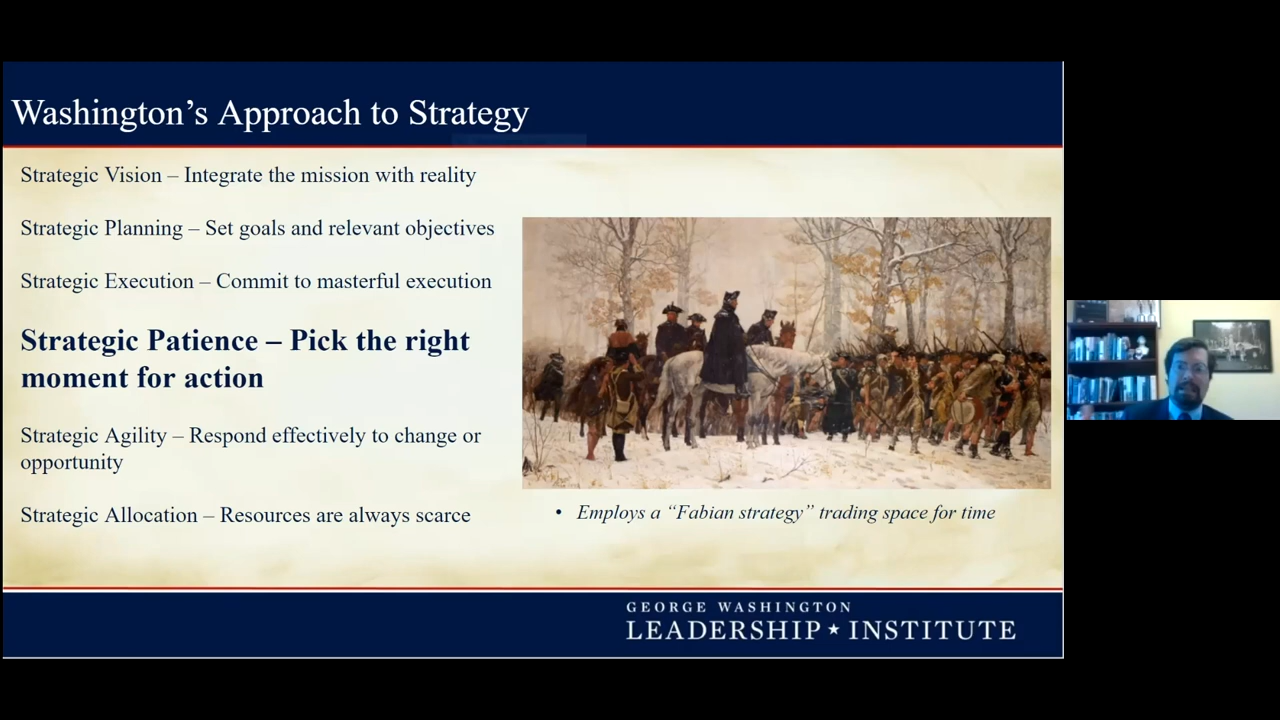 Washington’s Approach to Strategy
Strategic Vision – Integrate the mission with reality
Strategic Planning – Set goals and relevant objectives
Strategic Execution – Commit to masterful execution
Strategic Patience – Pick the right
moment for action
Strategic Agility – Respond effectively to change or
opportunity
Strategic Allocation – Resources are always scarce
• Employs a “Fabian strategy” trading space for time
GEORGE WASHINGTON
LEADERSHIP ★ INSTITUTE